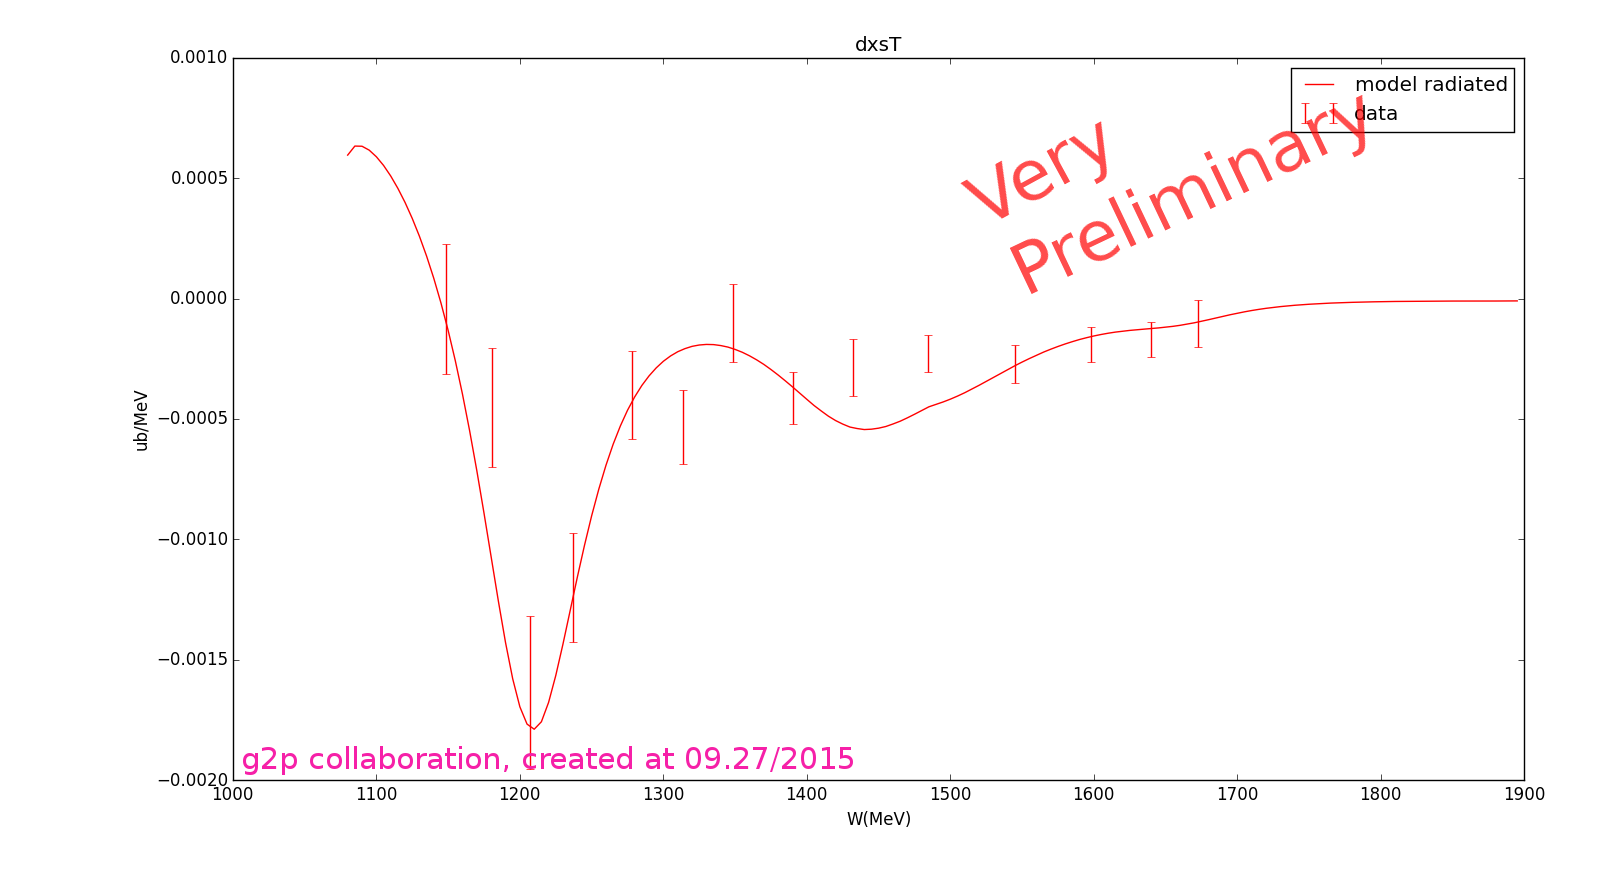 dxsT
model radiated
data
Very
Preliminary
0.0010
0.0005
0.0000
−0.0005
−0.0010
−0.0015
−0.0020
ub/MeV
g2p collaboration, created at 09.27/2015
1000 1100 1200 1300 1400 1500 1600 1700 1800 1900
W(MeV)